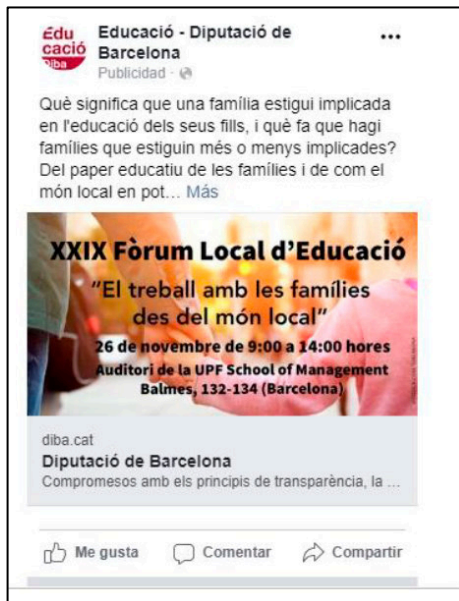 Édu
cació
Diba
Educació - Diputació de
Barcelona
Publicidad ·
Què significa que una família estigui implicada
en l'educació dels seus fills, i què fa que hagi
famílies que estiguin més o menys implicades?
Del paper educatiu de les famílies i de com el
món local en pot... Más
XXIX Fòrum Local d'Educació
"El treball amb les famílies
des del món local"
26 de novembre de 9:00 a 14:00 hores
Auditori de la UPF School of Management
Balmes, 132-134 (Barcelona)
diba.cat
Diputació de Barcelona
Compromesos amb els principis de transparència, la ...
Me gusta
Comentar
Compartir